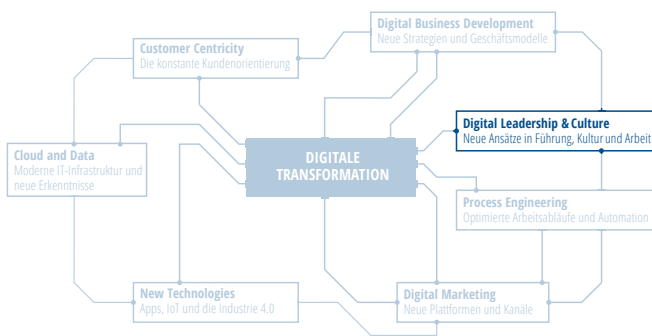 Digital Business Development
Neue Strategien und Geschäftsmodelle
Customer Centricity
Die konstante Kundenorientierung
Digital Leadership & Culture
Neue Ansätze in Führung, Kultur und Arbeit
Cloud and Data
Moderne IT-Infrastruktur und
neue Erkenntnisse
DIGITALE
TRANSFORMATION
Process Engineering
Optimierte Arbeitsabläufe und Automation
New Technologies
Apps, IoT und die Industrie 4.0
Digital Marketing
Neue Plattformen und Kanäle